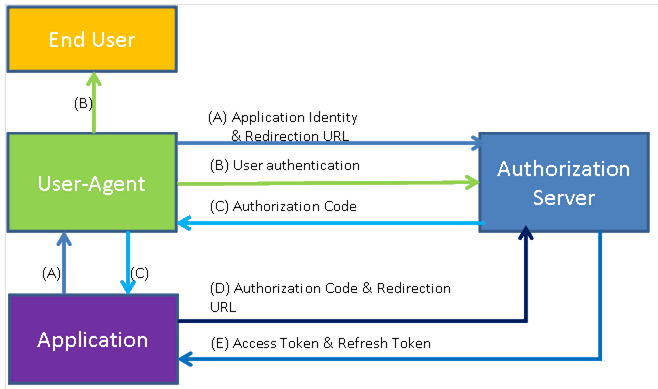 End User
(B)
(A) Application Identity
& Redirection URL
User-Agent
(B) User authentication
Authorization
Server
(C) Authorization Code
(A)
(C)
(D) Authorization Code & Redirection
URL
Application
(E) Access Token & Refresh Token